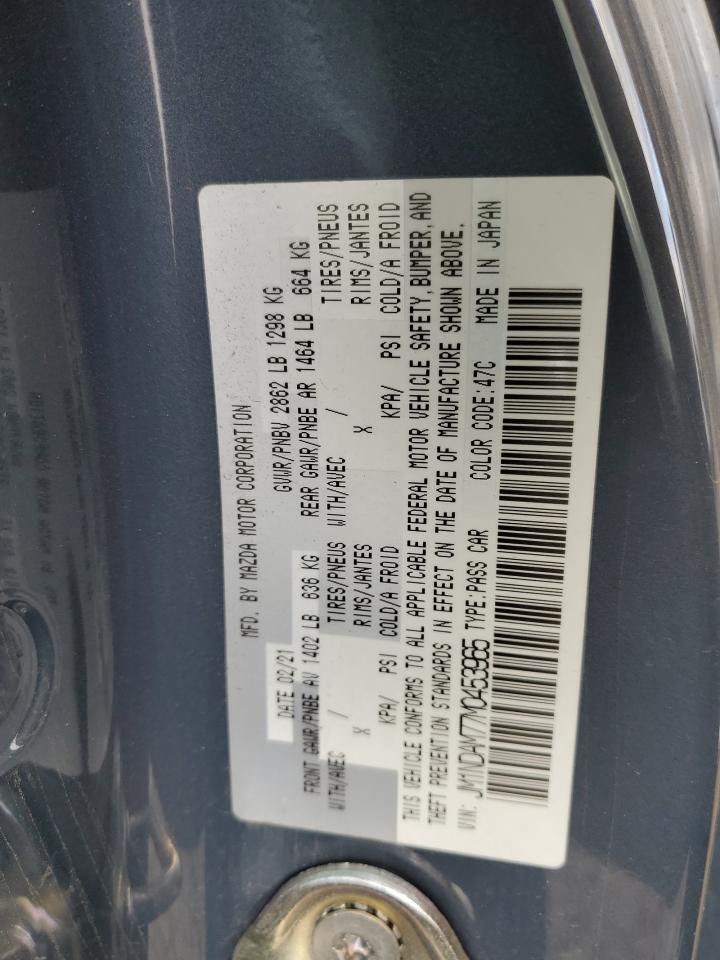 MFD. BY MAZDA MOTOR CORPORATION
DATE 02/21 GVWR/PNBV 2862 LB 1298 KG
FRONT GAWR/PNBE AV 1402 LB 636 KG REAR GAWR/PNBE AR 1464 LB 664 KG
WITH/AVEC / TIRES/PNEUS WITH/AVEC / TIRES/PNEUS
X RIMS/JANTES X RIMS/JANTES
KPA/ PSI COLD/A FROID KPA/ PSI COLD/A FROID
THIS VEHICLE CONFORMS TO ALL APPLICABLE FEDERAL MOTOR VEHICLE SAFETY, BUMPER, AND
THEFT PREVENTION STANDARDS IN EFFECT ON THE DATE OF MANUFACTURE SHOWN ABOVE.
VIN: JM1NDAM77M0453965 TYPE:PASS CAR COLOR CODE:47C MADE IN JAPAN